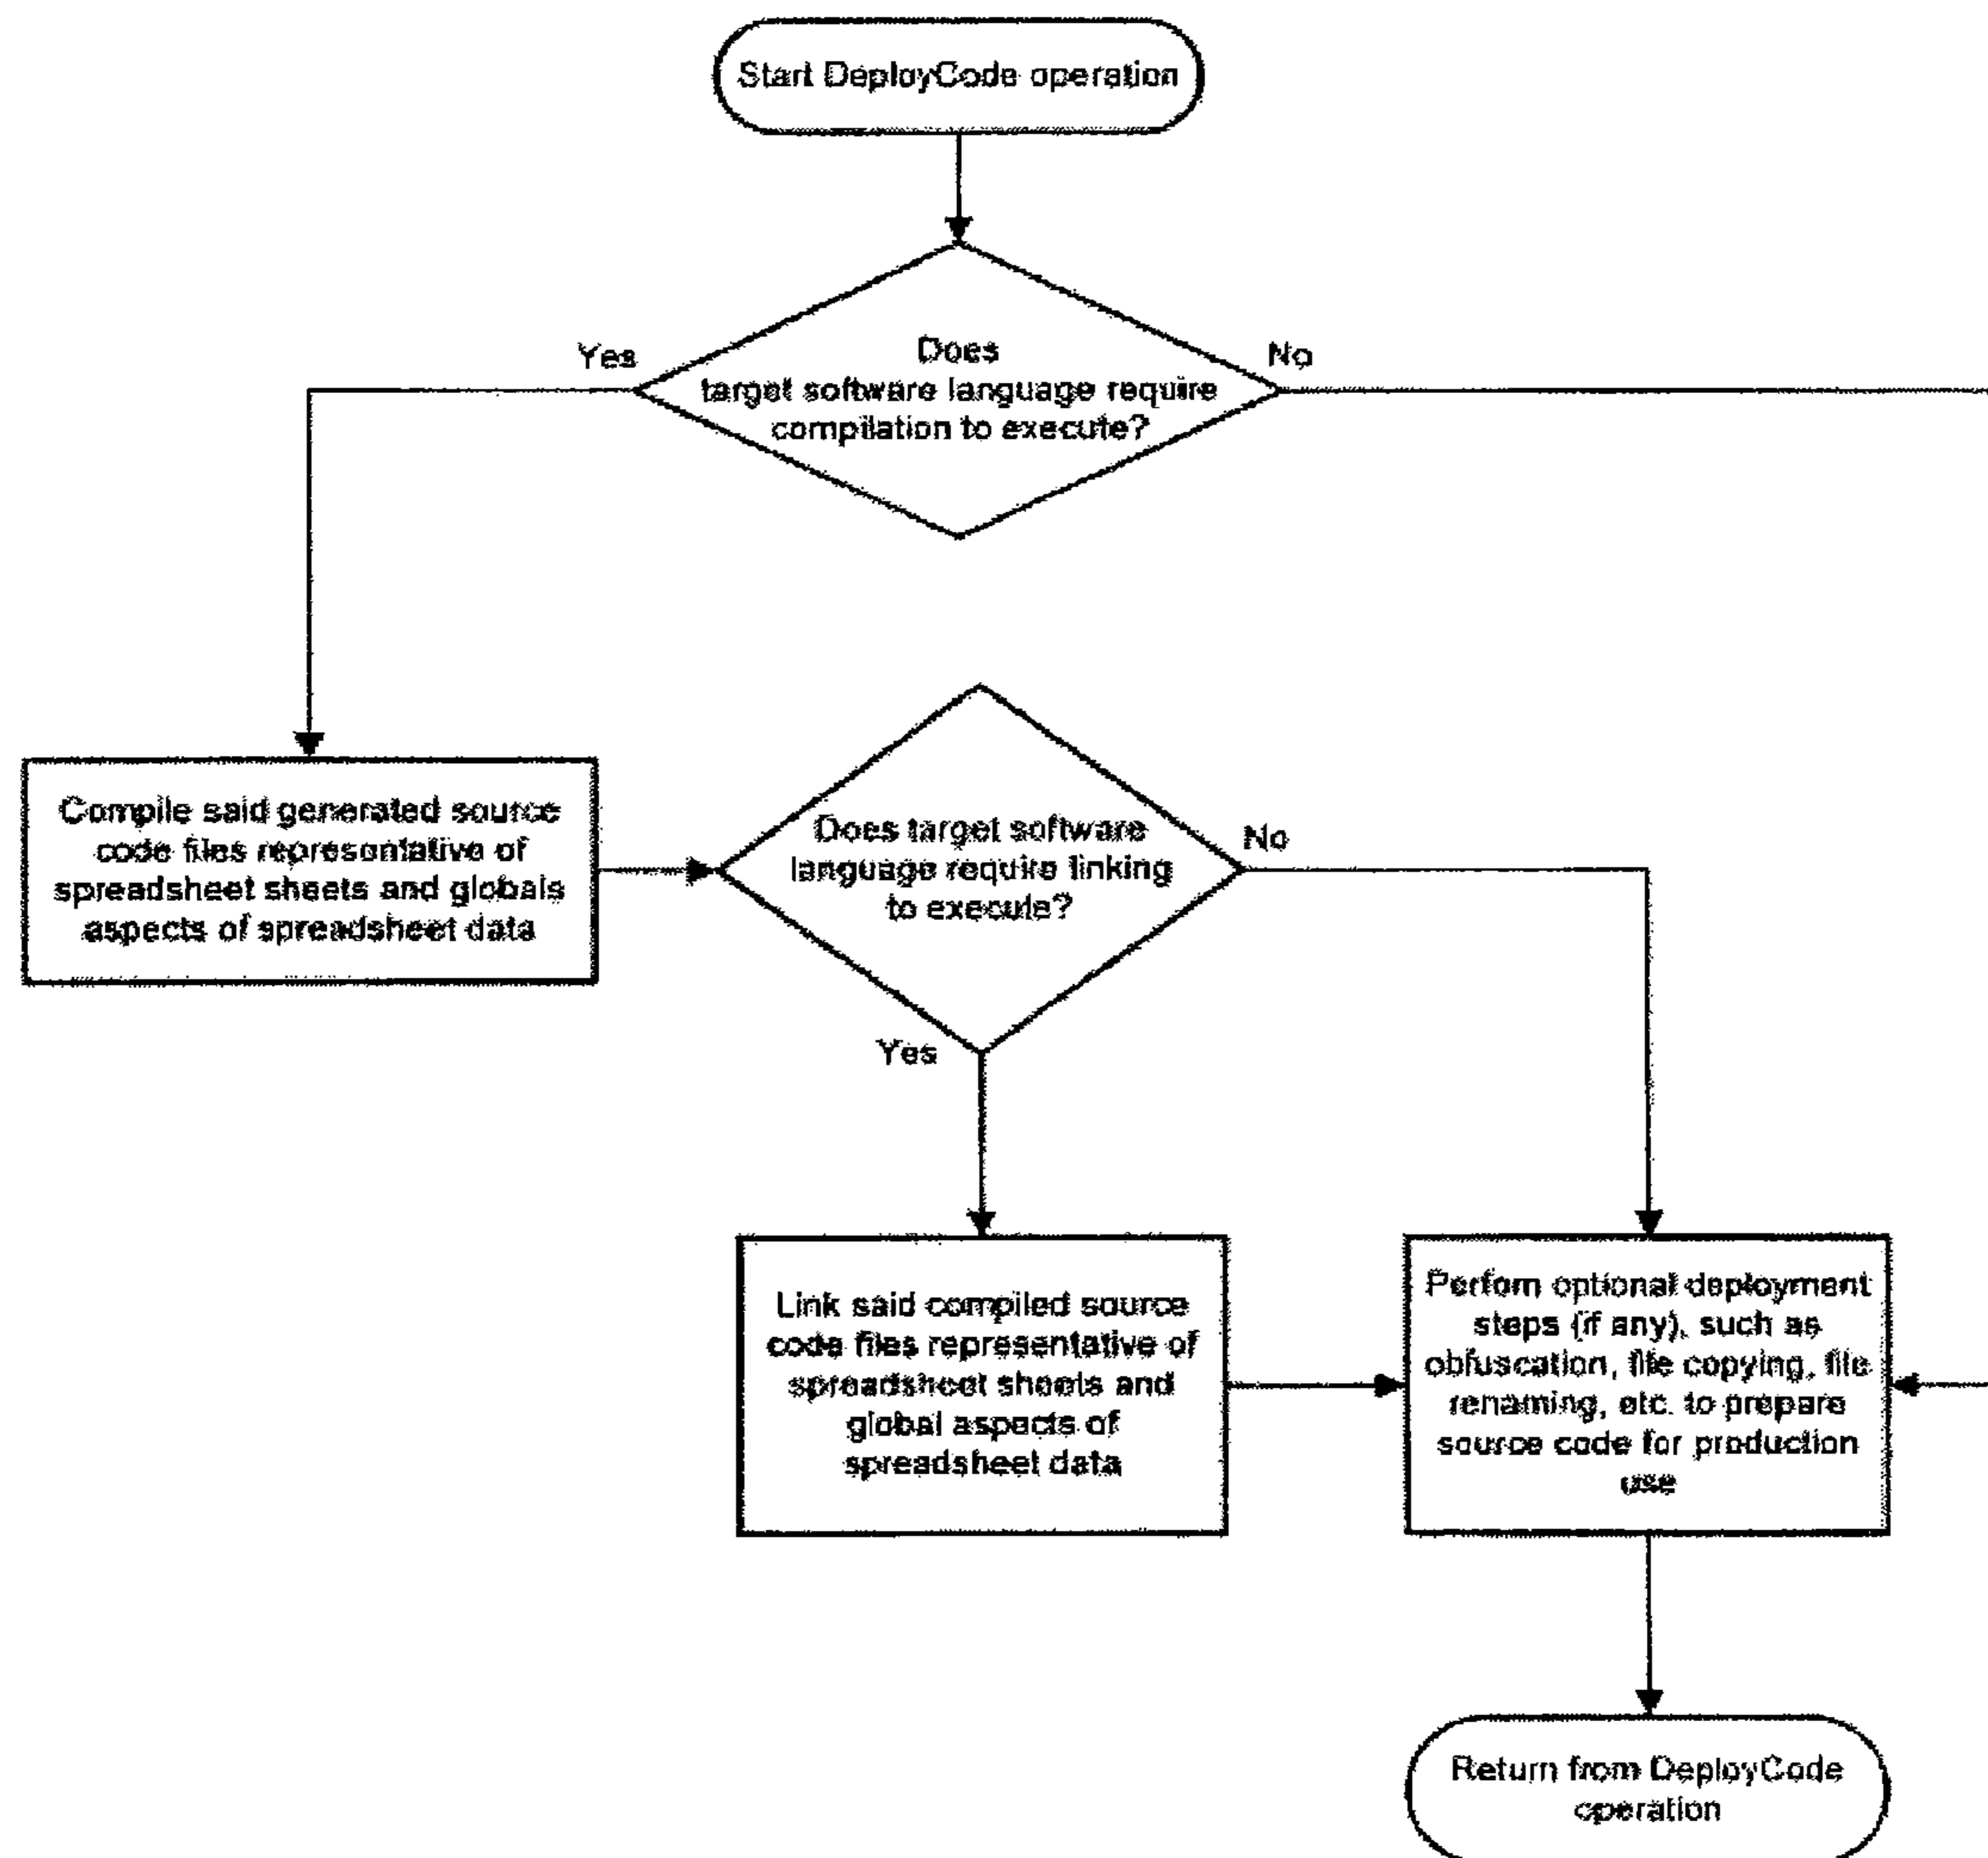 Start DeployCode operation
Yes
Does
No
target software language require
compilation to execute?
Compile said generated source
code files representative of
spreadsheet sheets and globals
aspects of spreadsheet data
Does target software
language require linking
to execute?
No
Yes
Link said compiled source
code files representative of
spreadsheet sheets and
global aspects of
spreadsheet data
Perfom optional deployment
steps (if any), such as
obfuscation, file copying, file
renaming, etc. to prepare
source code for production
use
Return from DeployCode
operation